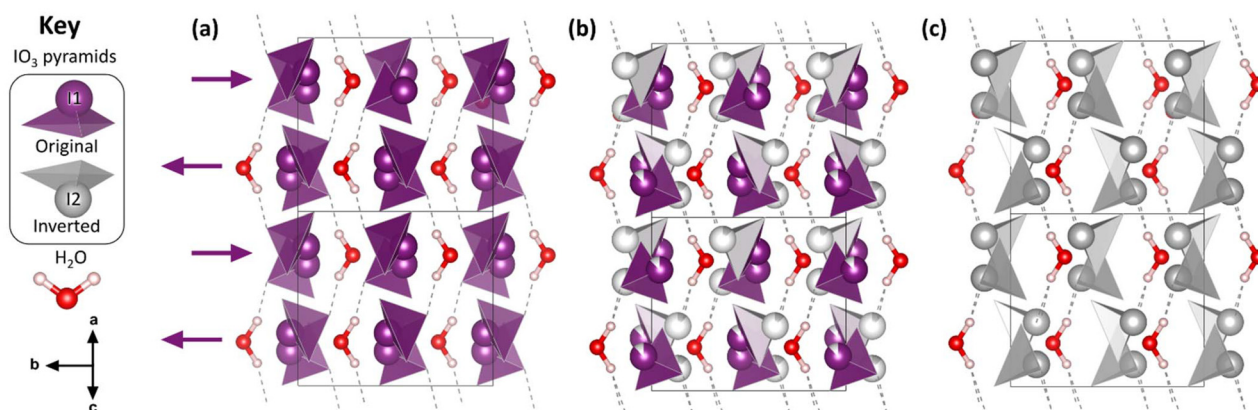 Key
IO₃ pyramids
I1
Original
I2
Inverted
H₂O
a
b
c
(a)
(b)
(c)